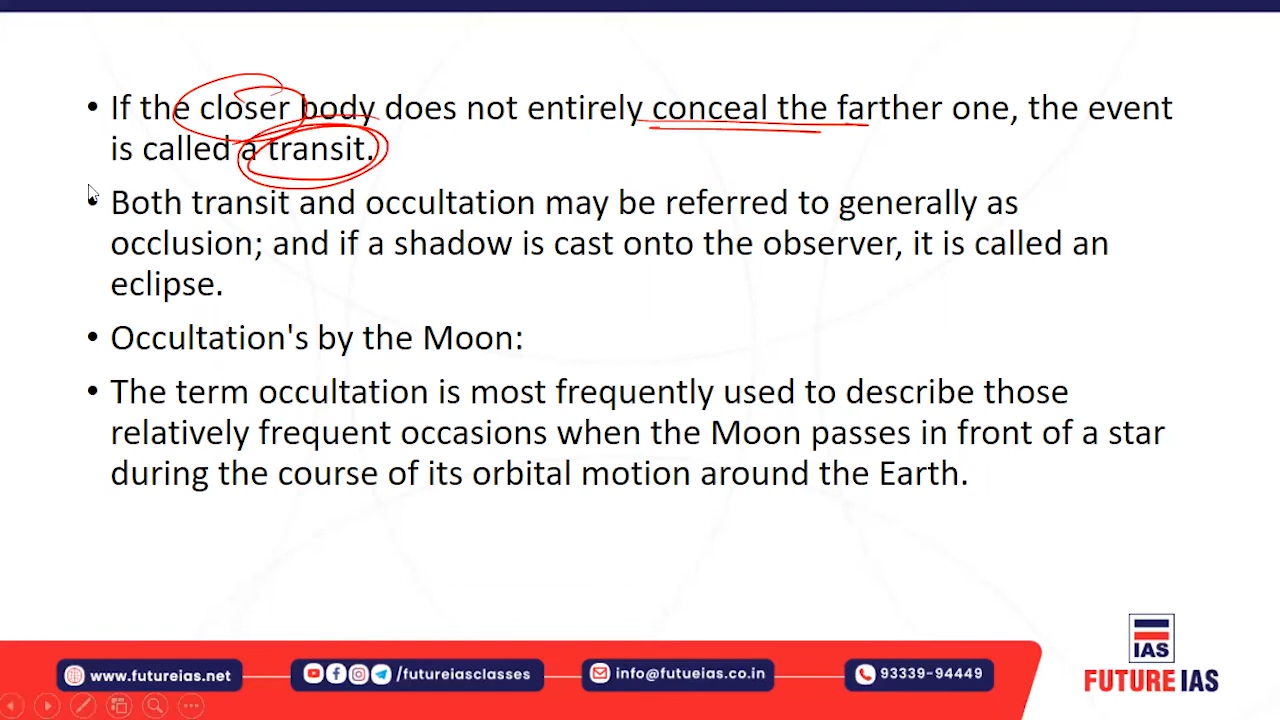 • If the closer body does not entirely conceal the farther one, the event
is called a transit.
• Both transit and occultation may be referred to generally as
occlusion; and if a shadow is cast onto the observer, it is called an
eclipse.
• Occultation's by the Moon:
• The term occultation is most frequently used to describe those
relatively frequent occasions when the Moon passes in front of a star
during the course of its orbital motion around the Earth.
IAS
FUTURE IAS
www.futureias.net
/futureiasclasses
info@futueias.co.in
93339-94449